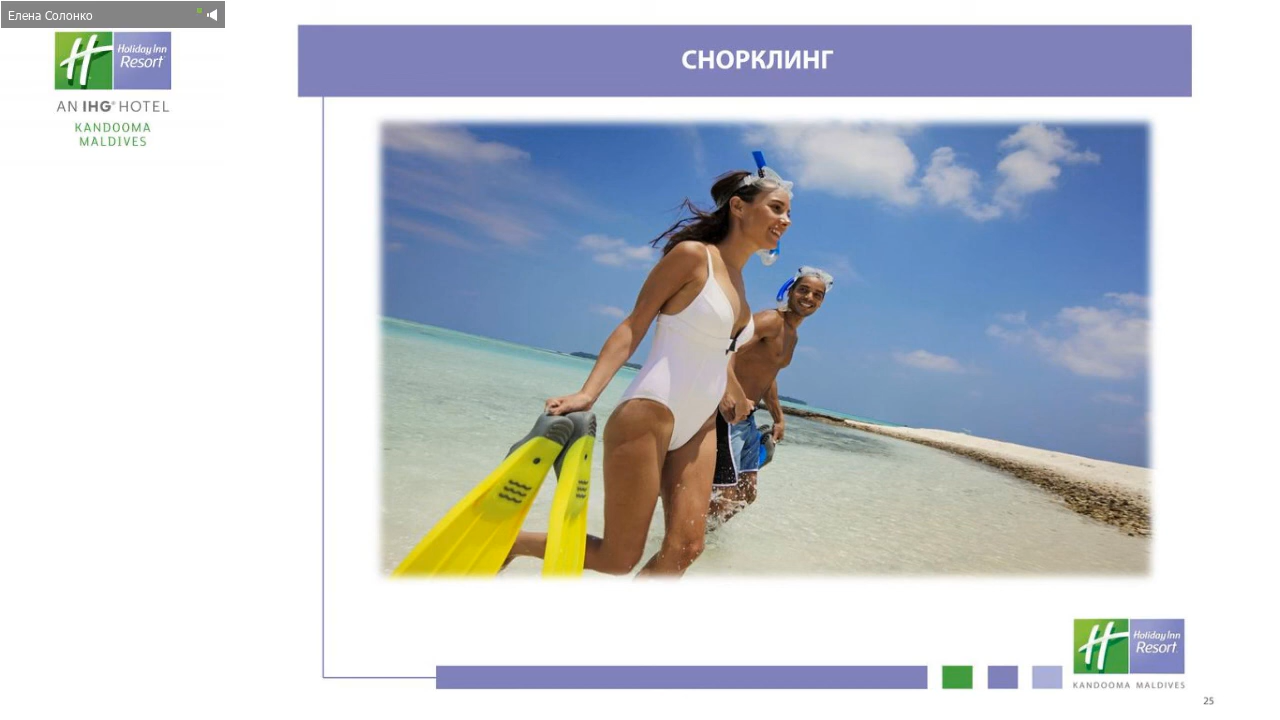 Елена Солонко
Holiday Inn
Resort
AN IHG® HOTEL
KANDOOMA
MALDIVES
СНОРКЛИНГ
Holiday Inn
Resort
KANDOOMA MALDIVES
25